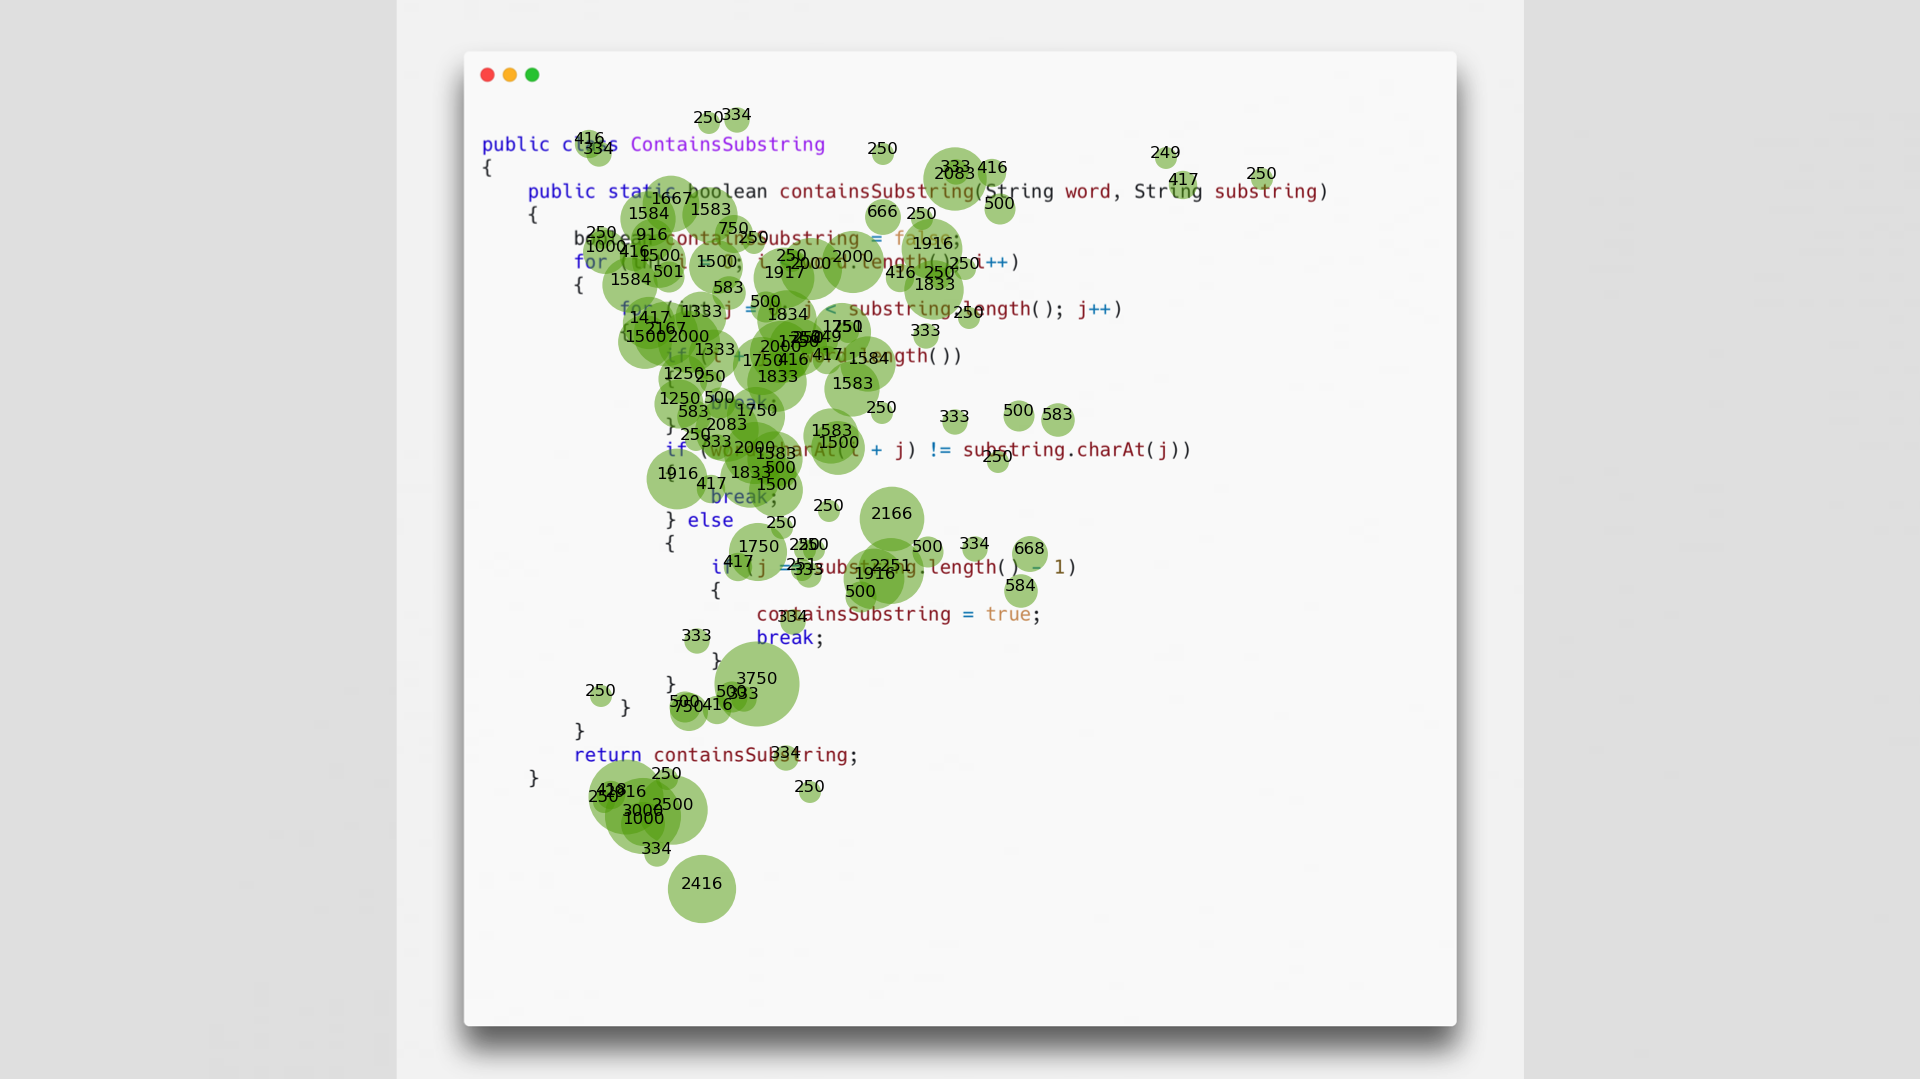 250 334
416
public class ContainsSubstring
334 250 249
{
333 416
2083 417 250
public static boolean containsSubstring(String word, String substring)
1667 1583 500
1584 666 250
{
250 916 750 250
boolean containsSubstring = false;
1000 416 1500 250 2000 1916
for (int i = 0; i word.length(); i++)
1500 2000 250
501 1917 416 250
1584 583 1833
{
500
for (int j = j < substring.length(); j++)
1417 1333 1834 250
2167 1750 333
1500 2000 1750 250 249
1333 2000 417
if (i + word.length())
1750 416 1584
1250 250 1833 1583
{
1250 500
break;
583 1750 250 333 500 583
2083
}
250 333 1583
2000 1500
if (word.charAt(i + j) != substring.charAt(j))
1583 250
500
1916 417 1833
{
1500
break;
250 2166
} else
250
1750 250 250 500 334 668
{
417 251 333 2251
if (j == substring.length() - 1)
1916
500 584
{
334
containsSubstring = true;
333
break;
}
3750
}
250 500 333
500 750 416
}
}
334
return containsSubstring;
250
}
418 2916 250
250 2500
3000
1000
334
2416